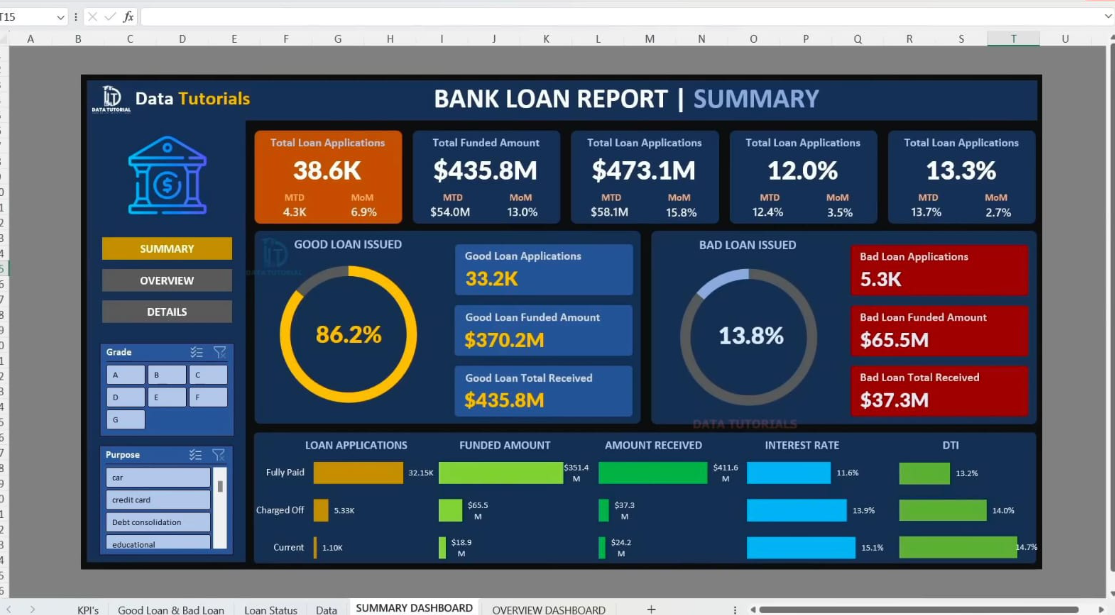 T15
fx
A B C D E F G H I J K L M N O P Q R S T U
DATA TUTORIAL
Data Tutorials
BANK LOAN REPORT | SUMMARY
SUMMARY
OVERVIEW
DETAILS
Grade
A B C
D E F
G
Purpose
car
credit card
Debt consolidation
educational
Total Loan Applications
38.6K
MTD MoM
4.3K 6.9%
Total Funded Amount
$435.8M
MTD MoM
$54.0M 13.0%
Total Loan Applications
$473.1M
MTD MoM
$58.1M 15.8%
Total Loan Applications
12.0%
MTD MoM
12.4% 3.5%
Total Loan Applications
13.3%
MTD MoM
13.7% 2.7%
GOOD LOAN ISSUED
DATA TUTORIAL
86.2%
Good Loan Applications
33.2K
Good Loan Funded Amount
$370.2M
Good Loan Total Received
$435.8M
BAD LOAN ISSUED
13.8%
Bad Loan Applications
5.3K
Bad Loan Funded Amount
$65.5M
Bad Loan Total Received
$37.3M
DATA TUTORIALS
LOAN APPLICATIONS FUNDED AMOUNT AMOUNT RECEIVED INTEREST RATE DTI
Fully Paid 32.15K $351.4 M $411.6 M 11.6% 13.2%
Charged Off 5.33K $65.5 M $37.3 M 13.9% 14.0%
Current 1.10K $18.9 M $24.2 M 15.1% 14.7%
KPI's Good Loan & Bad Loan Loan Status Data SUMMARY DASHBOARD OVERVIEW DASHBOARD